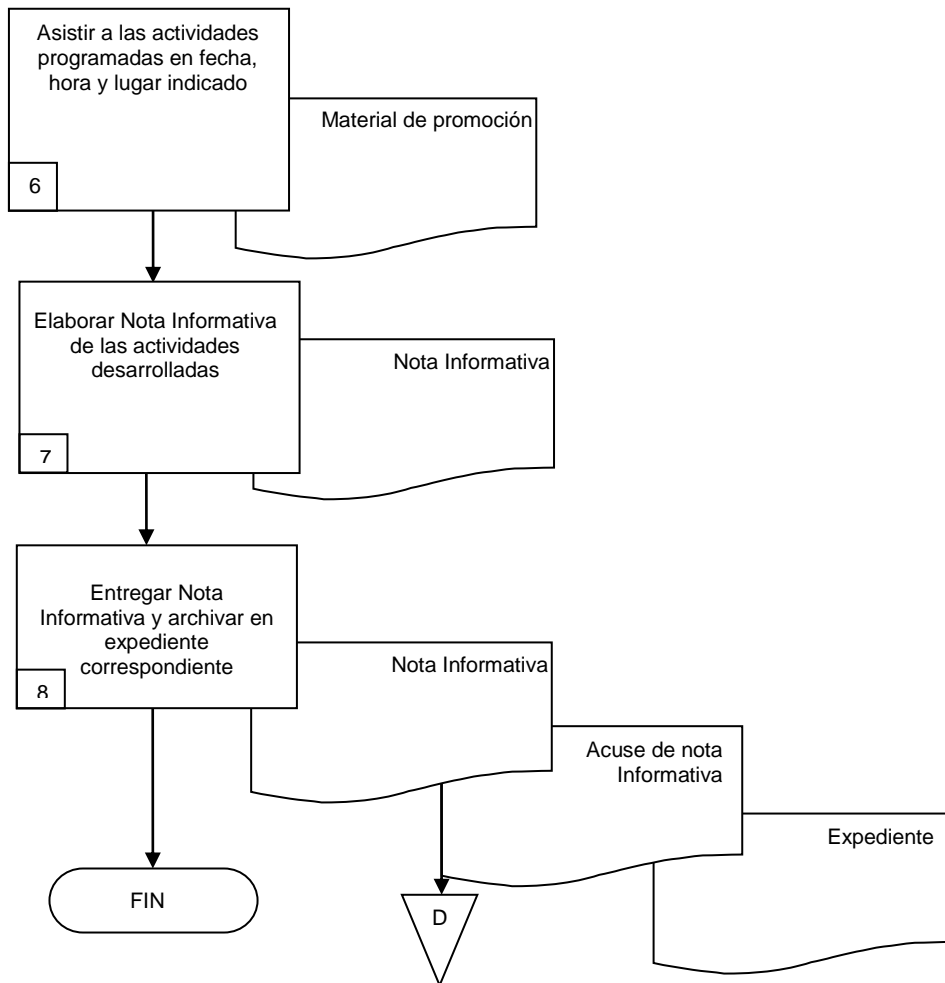 Asistir a las actividades
programadas en fecha,
hora y lugar indicado
6
Material de promoción
Elaborar Nota Informativa
de las actividades
desarrolladas
7
Nota Informativa
Entregar Nota
Informativa y archivar en
expediente
correspondiente
8
Nota Informativa
Acuse de nota
Informativa
Expediente
FIN
D